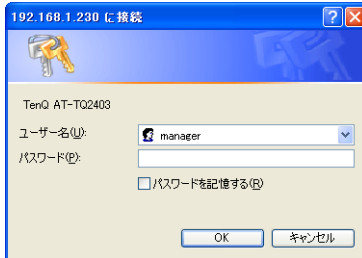 192.168.1.230 に接続
TenQ AT-TQ2403
ユーザー名(U):
manager
パスワード(P):
パスワードを記憶する(R)
OK
キャンセル